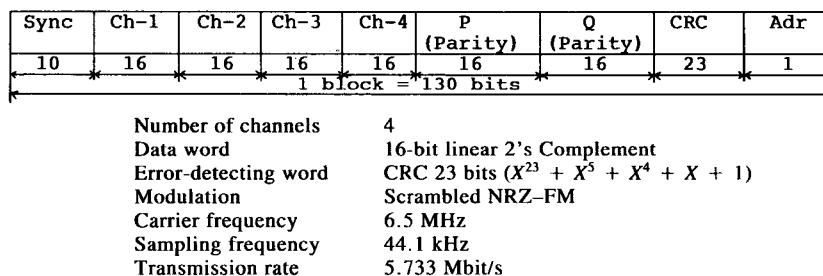 Sync Ch-1 Ch-2 Ch-3 Ch-4 P (Parity) Q (Parity) CRC Adr
10 16 16 16 16 16 16 23 1
1 block = 130 bits
Number of channels 4
Data word 16-bit linear 2's Complement
Error-detecting word CRC 23 bits (X²³ + X⁵ + X⁴ + X + 1)
Modulation Scrambled NRZ–FM
Carrier frequency 6.5 MHz
Sampling frequency 44.1 kHz
Transmission rate 5.733 Mbit/s